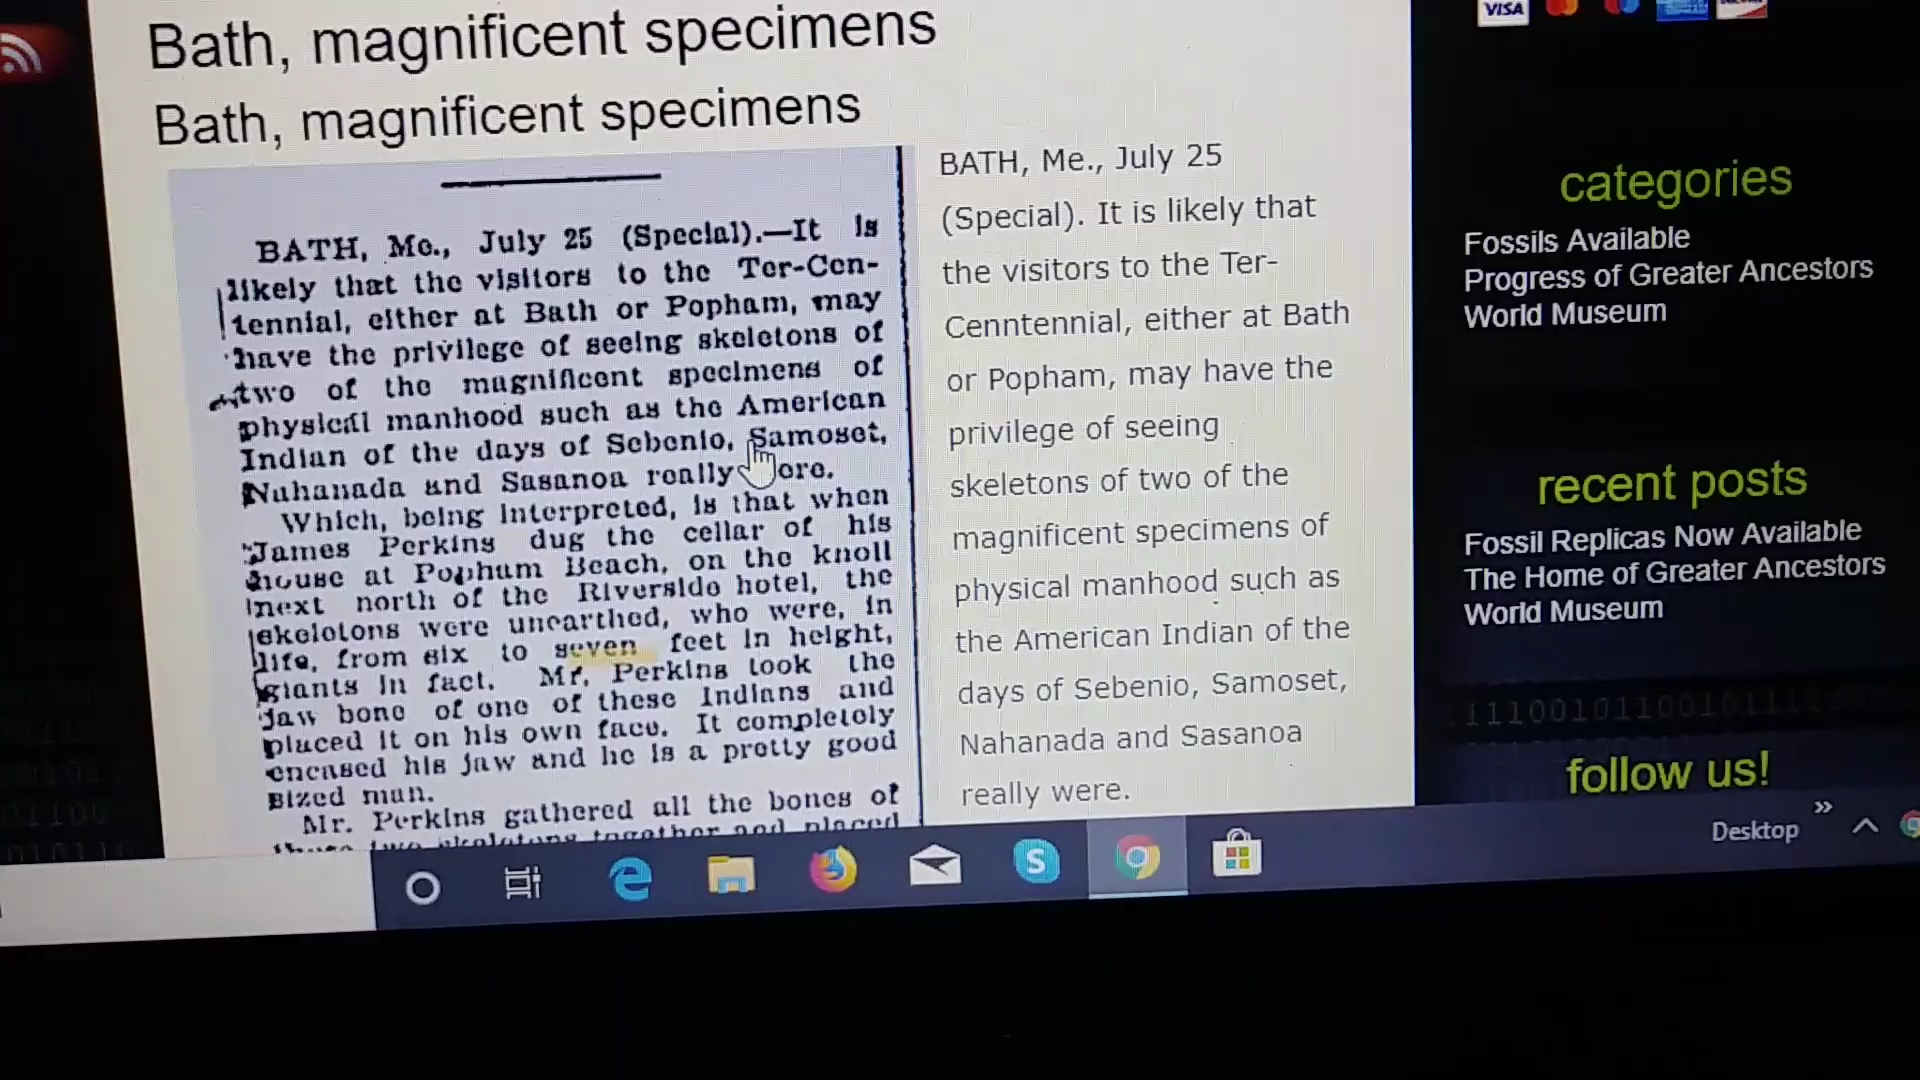 Bath, magnificent specimens
Bath, magnificent specimens
BATH, Me., July 25 (Special).—It is
likely that the visitors to the Ter-Cen-
tennial, either at Bath or Popham, may
have the privilege of seeing skeletons of
two of the magnificent specimens of
physical manhood such as the American
Indian of the days of Sebenio, Samoset,
Nahanada and Sasanoa really
Which, being interpreted, is that when
James Perkins dug the cellar of his
house at Popham Beach, on the knoll
next north of the Riverside hotel, the
skeletons were unearthed, who were, in
life, from six to seven feet in height,
giants in fact. Mr. Perkins took the
jaw bone of one of these Indians and
placed it on his own face. It completely
encased his jaw and he is a pretty good
sized man.
Mr. Perkins gathered all the bones of
these two skeletons together and placed
BATH, Me., July 25
(Special). It is likely that
the visitors to the Ter-
Cenntennial, either at Bath
or Popham, may have the
privilege of seeing
skeletons of two of the
magnificent specimens of
physical manhood such as
the American Indian of the
days of Sebenio, Samoset,
Nahanada and Sasanoa
really were.
VISA
categories
Fossils Available
Progress of Greater Ancestors
World Museum
recent posts
Fossil Replicas Now Available
The Home of Greater Ancestors
World Museum
follow us!
Desktop